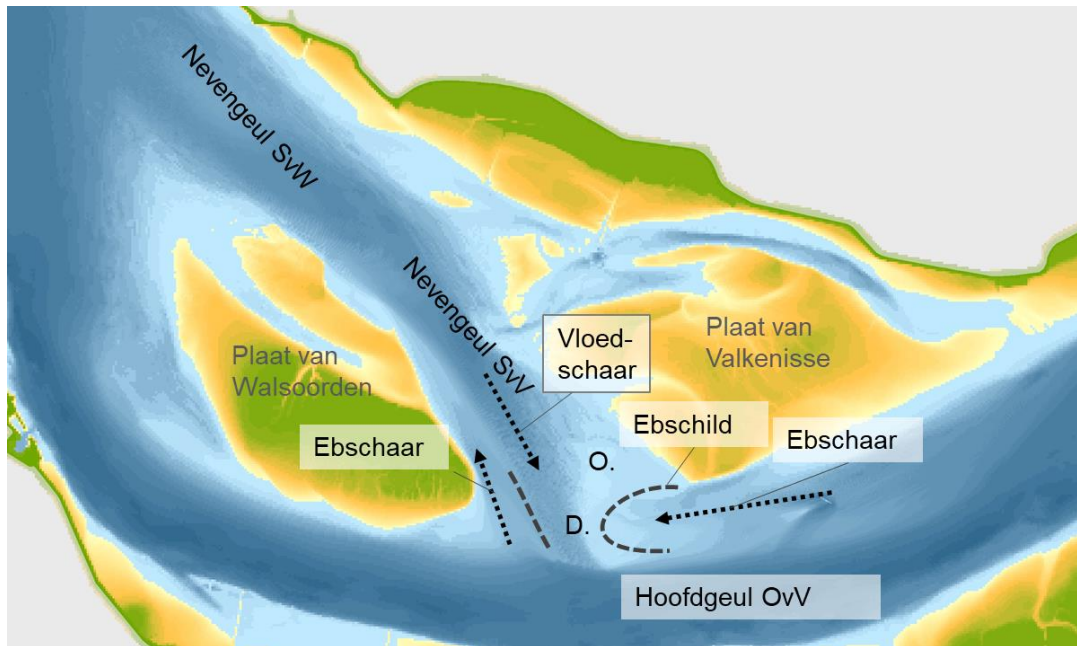 Nevengeul SvW
Nevengeul SvV
Vloed-
schaar
Plaat van
Valkenisse
Plaat van
Walsoorden
Ebschild
Ebschaar
Ebschaar
O.
D.
Hoofdgeul OvV